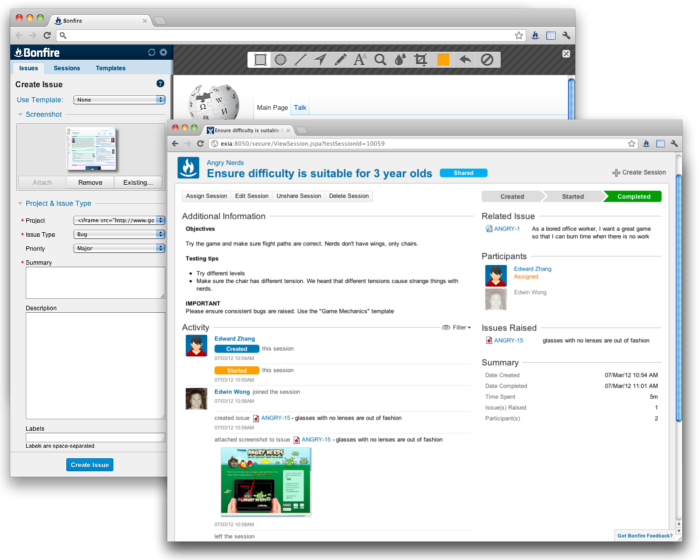 Bonfire
Bonfire
Issues
Sessions
Templates
Create Issue
Use Template:
None
Screenshot
Attach
Remove
Existing...
Project & Issue Type
* Project
<iframe src="http://www.go
* Issue Type
Bug
Priority
Major
* Summary
Description
Labels
Labels are space-separated
Create Issue
Main Page
Talk
Ensure difficulty is suitable
exia:8050/secure/ViewSession.jspa?testSessionId=10059
Angry Nerds
Ensure difficulty is suitable for 3 year olds
Shared
Create Session
Assign Session
Edit Session
Unshare Session
Delete Session
Created
Started
Completed
Additional Information
Objectives
Try the game and make sure flight paths are correct. Nerds don't have wings, only chairs.
Testing tips
• Try different levels
• Make sure the chair has different tension. We heard that different tensions cause strange things with
nerds.
IMPORTANT
Please ensure consistent bugs are raised. Use the "Game Mechanics" template
Activity
Filter
Edward Zhang
Created this session
07/03/12 10:54AM
Started this session
07/03/12 10:56AM
Edwin Wong joined the session
07/03/12 10:56AM
created issue ANGRY-15 - glasses with no lenses are out of fashion
07/03/12 10:58AM
attached screenshot to issue ANGRY-15 - glasses with no lenses are out of fashion
ANGRY NERDS
ANGRY NERDS
07/03/12 10:59AM
left the session
Related Issue
ANGRY-1
As a bored office worker, I want a great game
so that I can burn time when there is no work
Participants
Edward Zhang
Assigned
Edwin Wong
Issues Raised
ANGRY-15
glasses with no lenses are out of fashion
Summary
Date Created
07/Mar/12 10:54 AM
Date Completed
07/Mar/12 11:01 AM
Time Spent
5m
Issue(s) Raised
1
Participant(s)
2
Got Bonfire Feedback?